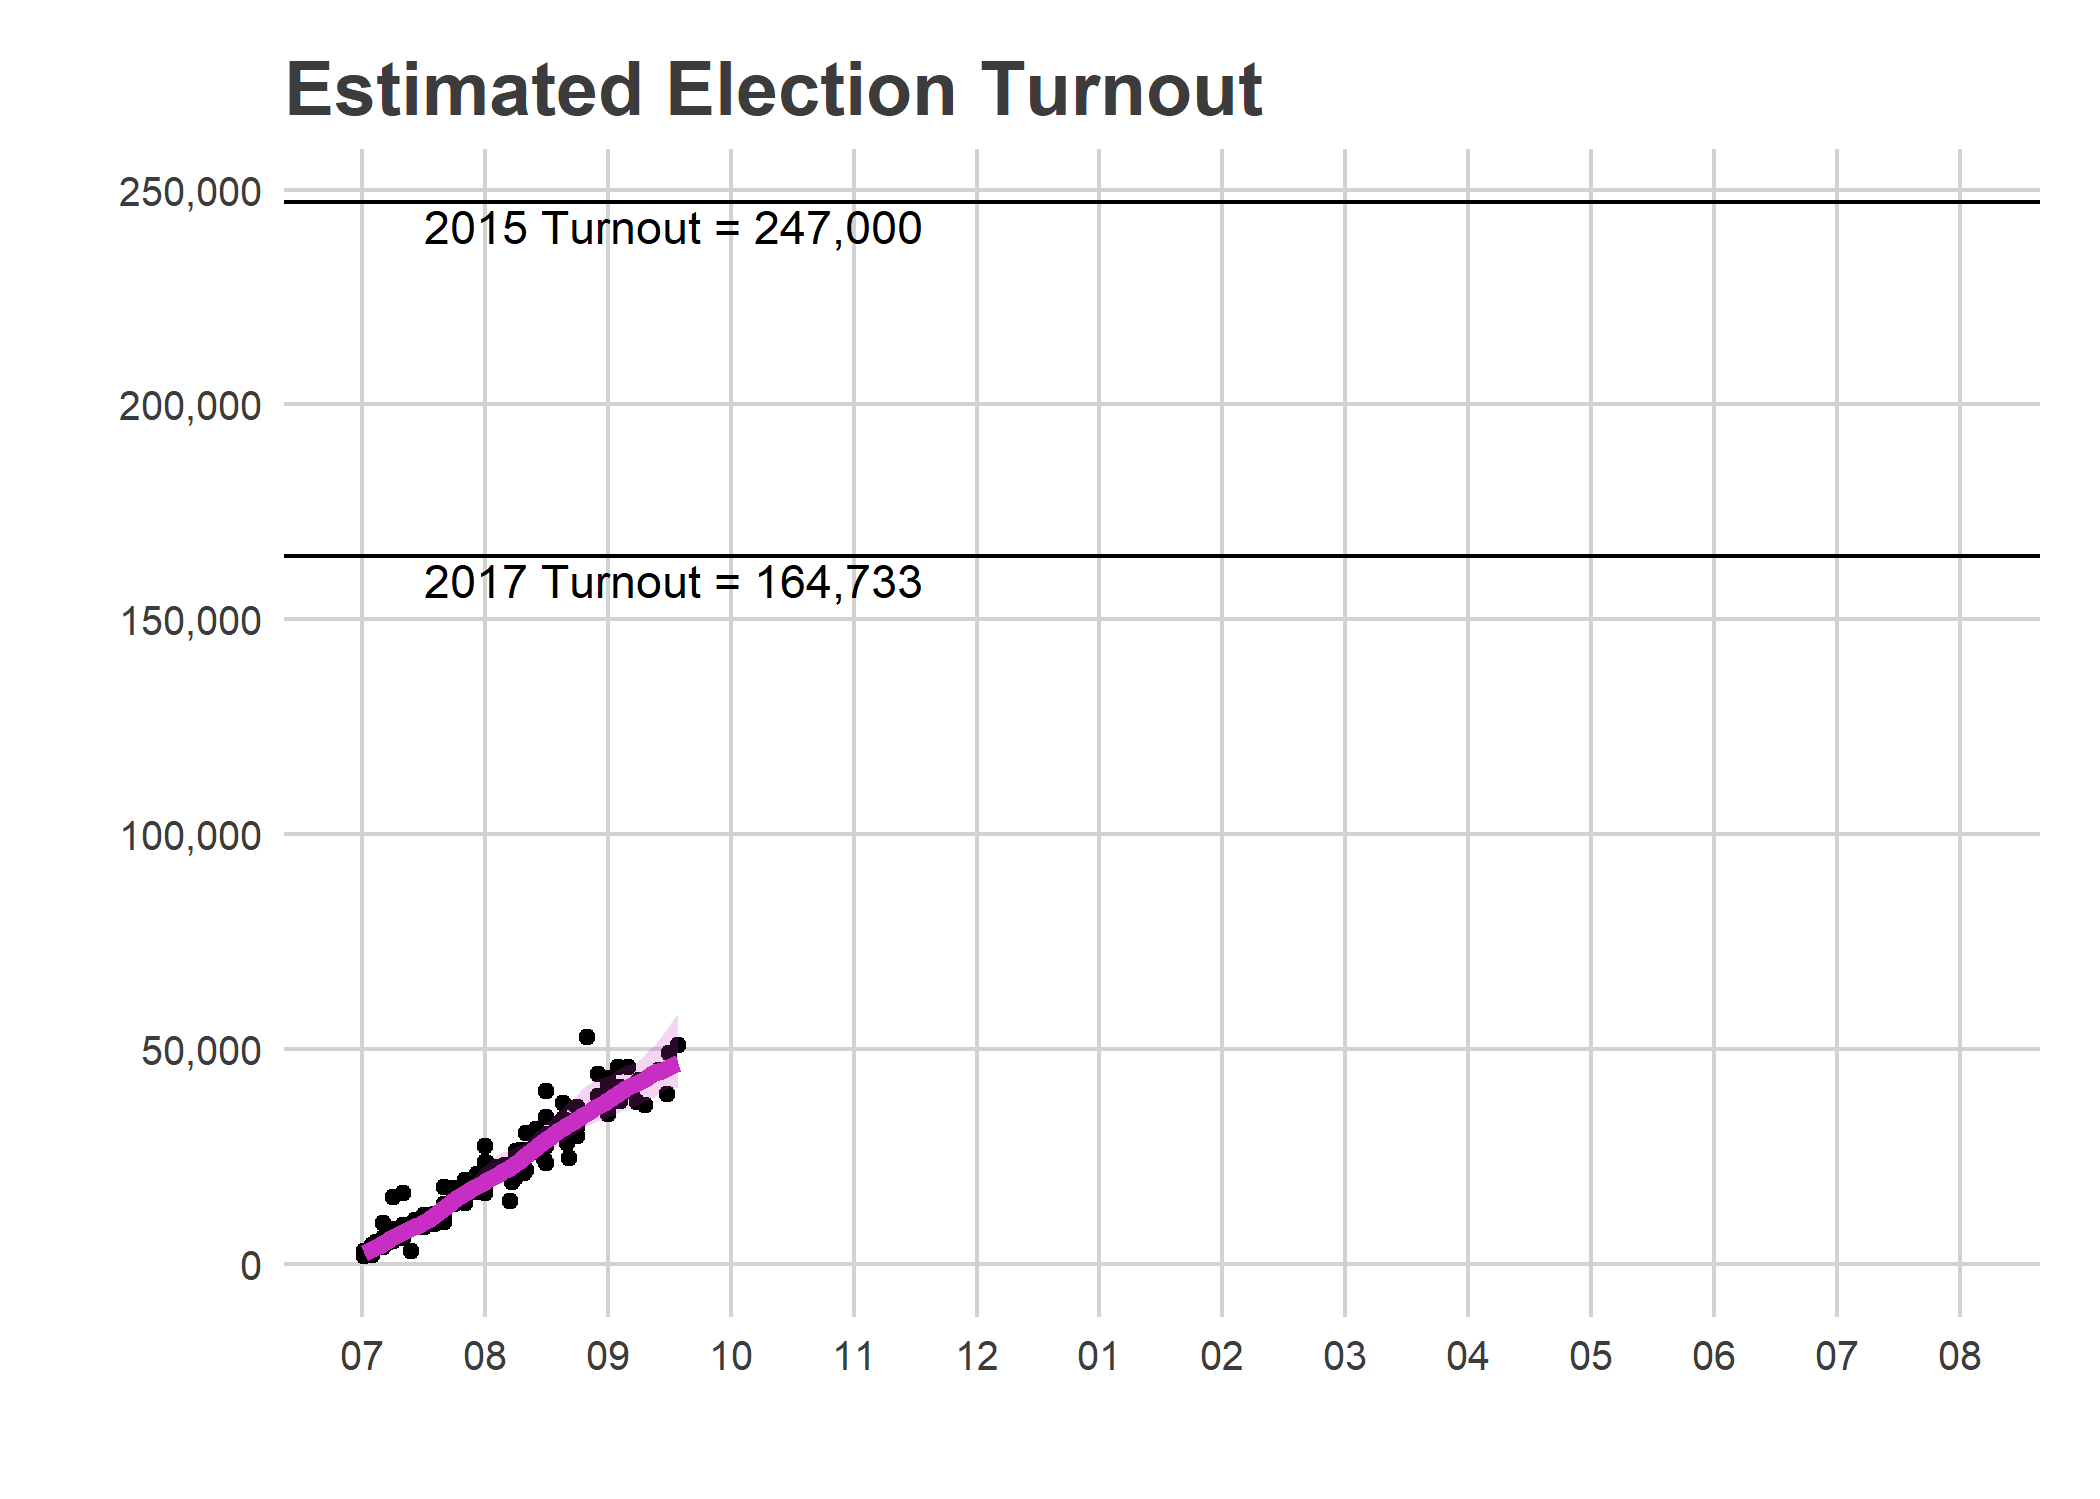 Estimated Election Turnout
250,000
2015 Turnout = 247,000
200,000
2017 Turnout = 164,733
150,000
100,000
50,000
0
07 08 09 10 11 12 01 02 03 04 05 06 07 08